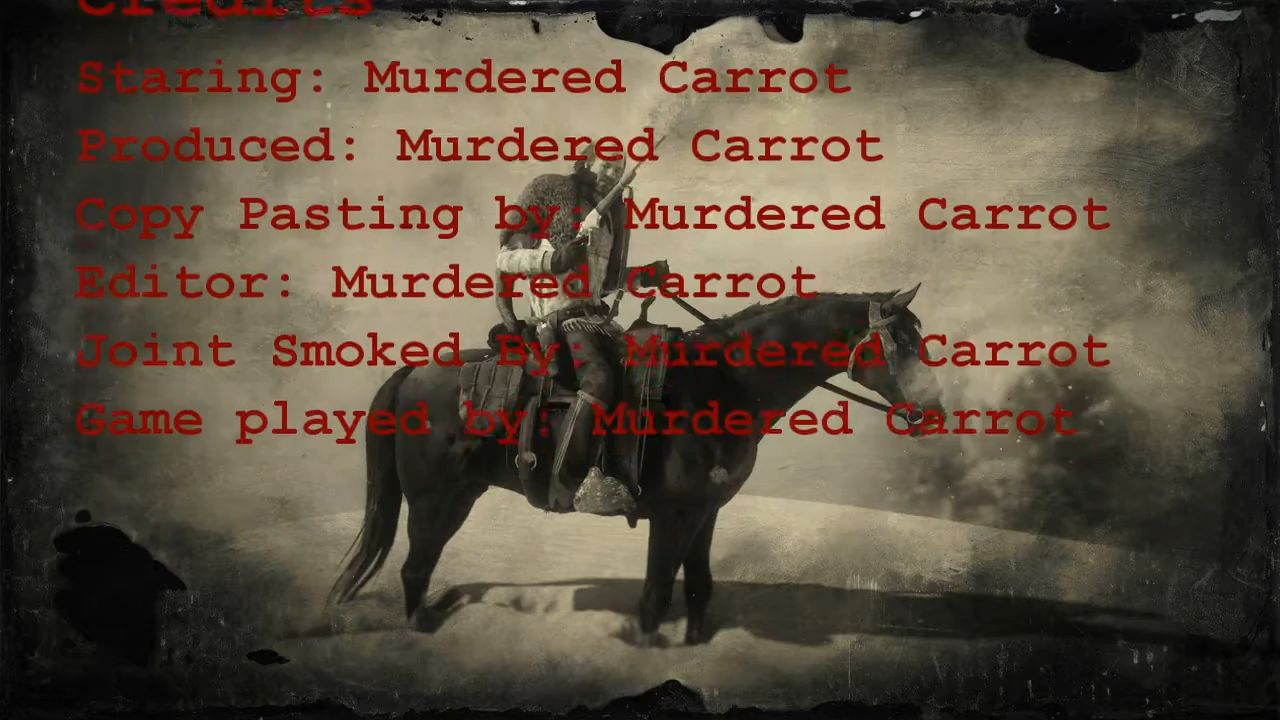 Credits
Staring: Murdered Carrot
Produced: Murdered Carrot
Copy Pasting by: Murdered Carrot
Editor: Murdered Carrot
Joint Smoked By: Murdered Carrot
Game played by: Murdered Carrot